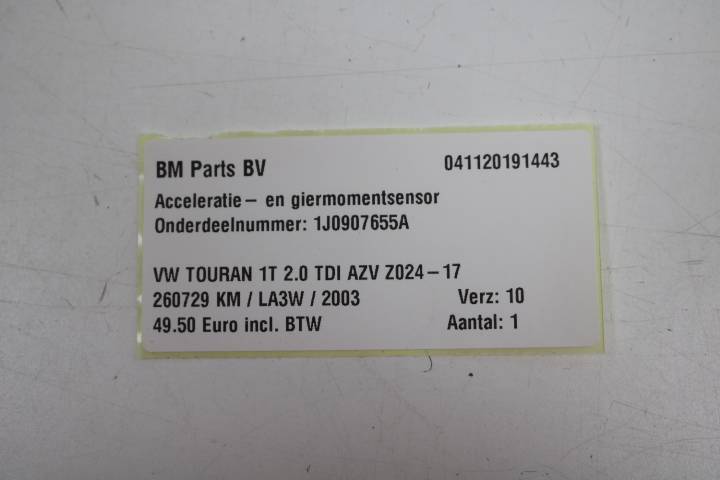 BM Parts BV 041120191443
Acceleratie- en giermomentsensor
Onderdeelnummer: 1J0907655A
VW TOURAN 1T 2.0 TDI AZV Z024-17
260729 KM / LA3W / 2003 Verz: 10
49.50 Euro incl. BTW Aantal: 1